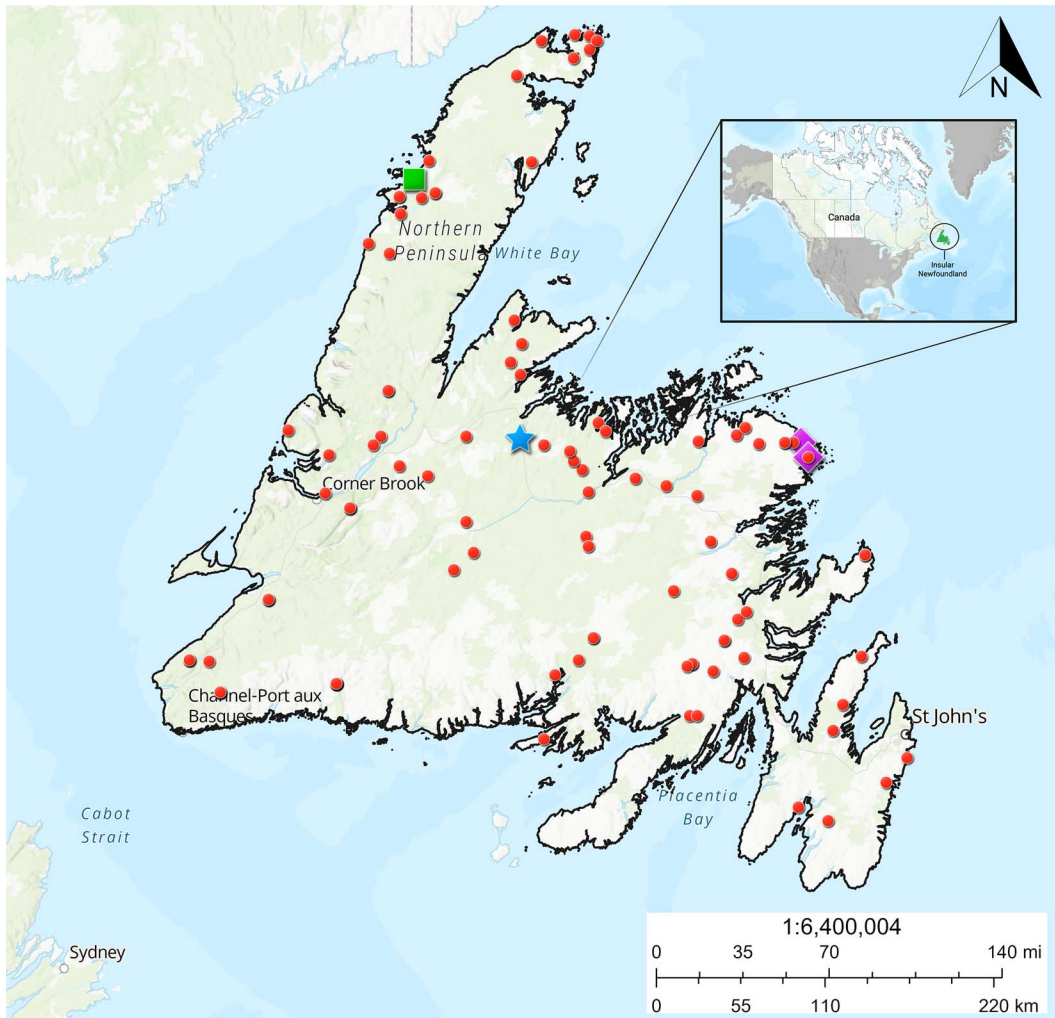 N
Canada
Insular
Newfoundland
Northern
Peninsula
White Bay
Corner Brook
Channel-Port aux
Basques
St John's
Placentia
Bay
Cabot
Strait
Sydney
1:6,400,004
0 35 70 140 mi
0 55 110 220 km